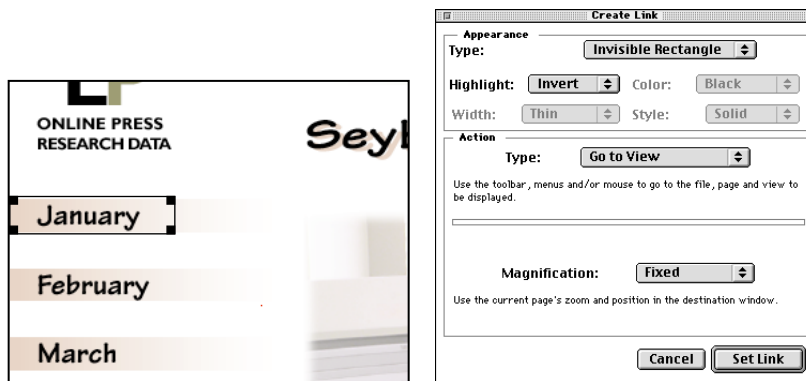 ONLINE PRESS
RESEARCH DATA
Seyb
January
February
March
Create Link
Appearance
Type: Invisible Rectangle
Highlight: Invert Color: Black
Width: Thin Style: Solid
Action
Type: Go to View
Use the toolbar, menus and/or mouse to go to the file, page and view to
be displayed.
Magnification: Fixed
Use the current page's zoom and position in the destination window.
Cancel Set Link